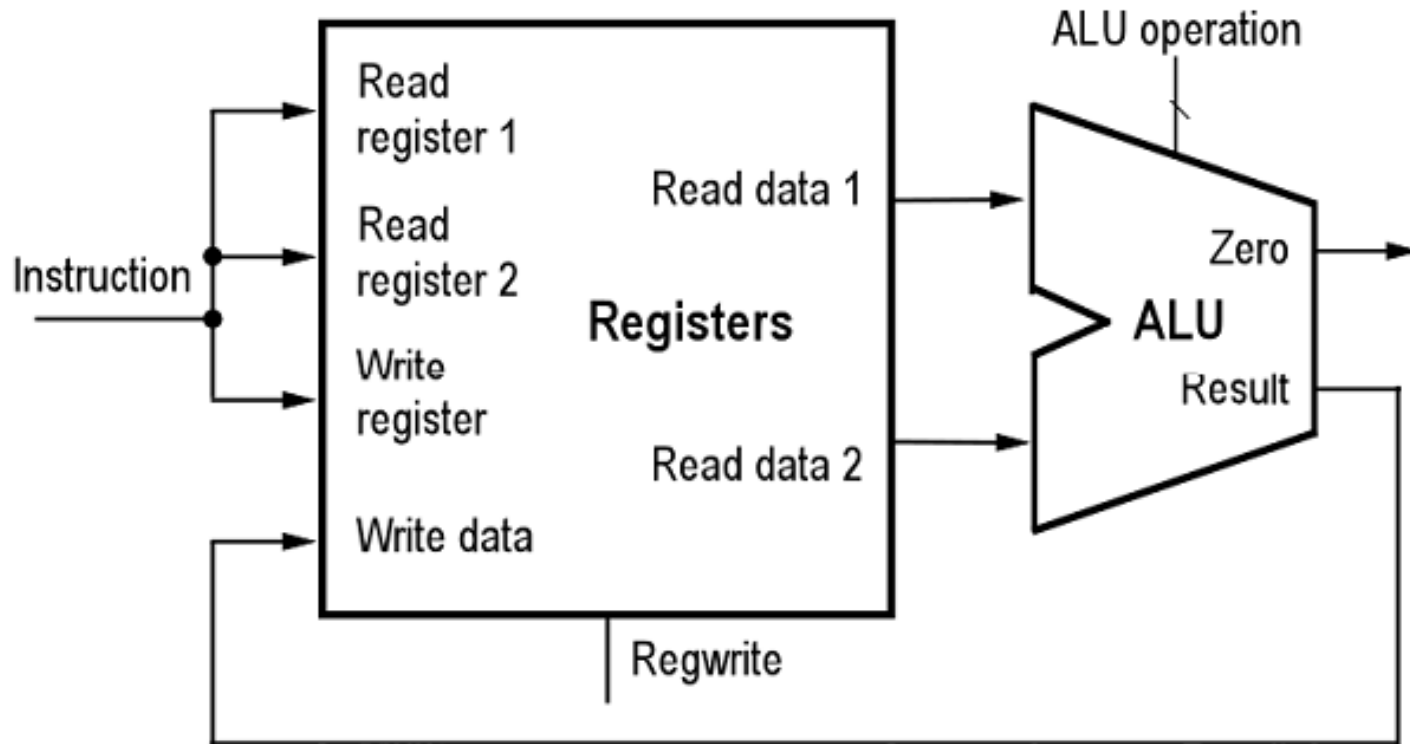 ALU operation
Read
register 1
Read data 1
Read
register 2
Zero
Instruction
Registers
ALU
Write
register
Result
Read data 2
Write data
Regwrite